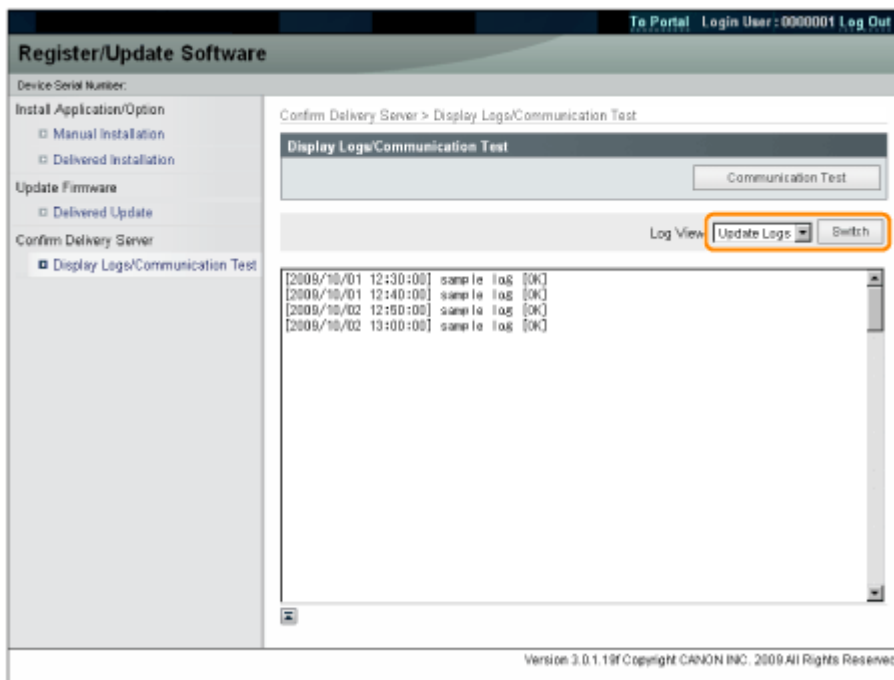 To Portal Login User : 0000001 Log Out
Register/Update Software
Device Serial Number:
Install Application/Option
Manual Installation
Delivered Installation
Update Firmware
Delivered Update
Confirm Delivery Server
Display Logs/Communication Test
Confirm Delivery Server > Display Logs/Communication Test
Display Logs/Communication Test
Communication Test
Log View Update Logs Switch
[2009/10/01 12:30:00] sample log [OK]
[2009/10/01 12:40:00] sample log [OK]
[2009/10/02 12:50:00] sample log [OK]
[2009/10/02 13:00:00] sample log [OK]
Version 3.0.1.19f Copyright CANON INC. 2009 All Rights Reserved